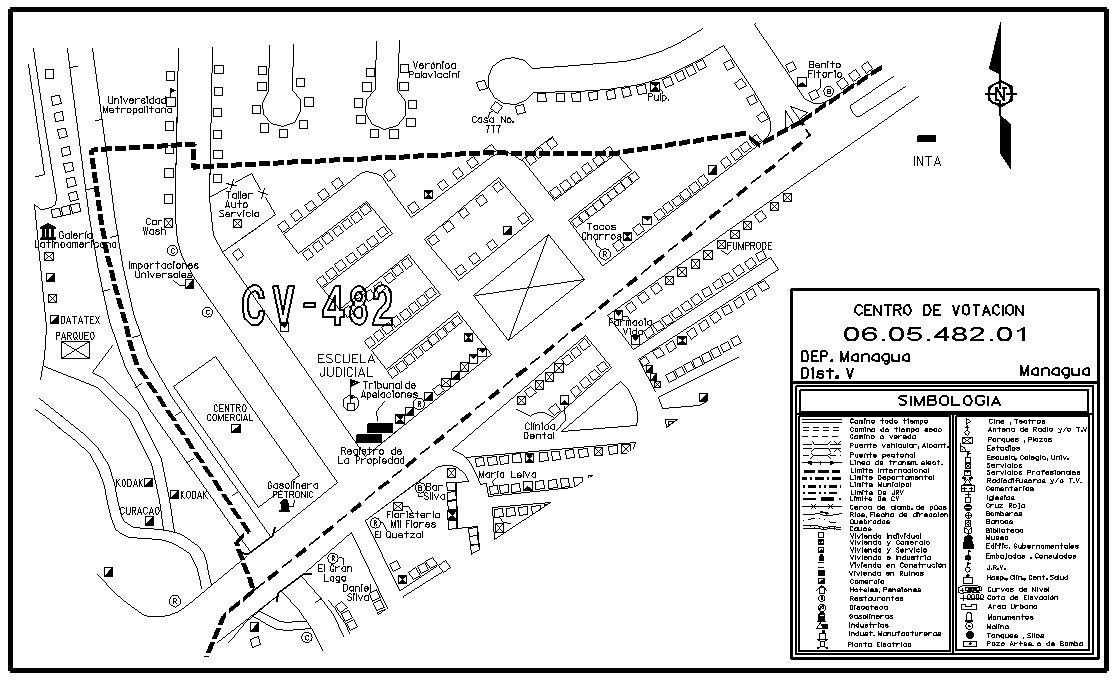 Verónica
Palaviccini
Benito
Pitorio
Universidad
Metropolitana
Pulp.
Casa No.
777
B
N
INTA
Taller
Auto
Servicio
Car
Wash
Galería
Latinoamericana
Tacos
Charros
R
FUMPRODE
C
Importaciones
Universales
C
CV-482
DATATEX
PARQUEO
Farmacia
Vida
ESCUELA
JUDICIAL
Tribunal de
Apelaciones
R
CENTRO
COMERCIAL
Clínica
Dental
Registro de
La Propiedad
María Leiva
KODAK
KODAK
Gasolinera
PETRONIC
B
Bar
Silva
CURACAO
Floristería
Mil Flores
R
El Quetzal
R
El Gran
Lago
Daniel
Silva
R
C
CENTRO DE VOTACION
06.05.482.01
DEP. Managua
Dist. V
Managua
SIMBOLOGIA
Camino todo tiempo
Camino de tiempo seco
Camino o vereda
Puente vehicular, Alcant.
Puente peatonal
Línea de transm. elect.
Limite Internacional
Limite Departamental
Limite Municipal
Limite De JRV
Limite De CV
Cerca de alamb. de púas
Rios, Flecha de dirección
Quebradas
Cauce
Vivienda Individual
Vivienda y Comercio
Vivienda y Servicio
Vivienda e Industria
Vivienda en Construción
Vivienda en Ruinas
Comercio
Hoteles, Pensiones
Restaurantes
Discoteca
Gasolineras
Industrias
Indust. Manufactureras
Planta Electrica
Cine, Teatros
Antena de Radio y/o T.V
Parques, Plazas
Estadios
Escuela, Colegio, Univ.
Servicios
Servicios Profesionales
Radiodifusoras y/o T.V.
Cementerios
Iglesias
Cruz Roja
Bomberos
Bancos
Biblioteca
Museo
Edific. Gubernamentales
Embajadas, Consulados
J.R.V.
Hosp., Clin., Cent. Salud
Curvas de Nivel
Cota de Elevación
Area Urbana
Monumentos
Molino
Tanques, Silos
Pozo Artes. o de Bomba